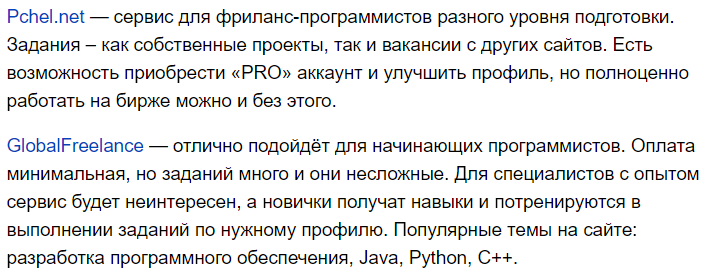 Pchel.net — сервис для фриланс-программистов разного уровня подготовки.
Задания – как собственные проекты, так и вакансии с других сайтов. Есть
возможность приобрести «PRO» аккаунт и улучшить профиль, но полноценно
работать на бирже можно и без этого.
GlobalFreelance — отлично подойдёт для начинающих программистов. Оплата
минимальная, но заданий много и они несложные. Для специалистов с опытом
сервис будет неинтересен, а новички получат навыки и потренируются в
выполнении заданий по нужному профилю. Популярные темы на сайте:
разработка программного обеспечения, Java, Python, C++.